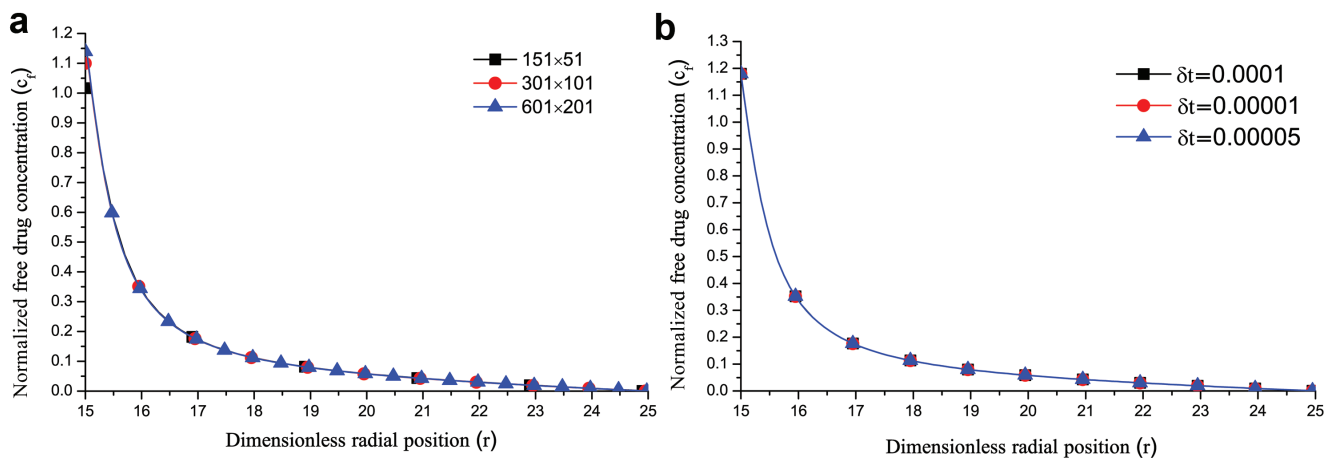 a
Normalized free drug concentration (cf)
1.2
1.1
1.0
0.9
0.8
0.7
0.6
0.5
0.4
0.3
0.2
0.1
0.0
151×51
301×101
601×201
15 16 17 18 19 20 21 22 23 24 25
Dimensionless radial position (r)
b
Normalized free drug concentration (cf)
1.3
1.2
1.1
1.0
0.9
0.8
0.7
0.6
0.5
0.4
0.3
0.2
0.1
0.0
δt=0.0001
δt=0.00001
δt=0.00005
15 16 17 18 19 20 21 22 23 24 25
Dimensionless radial position (r)